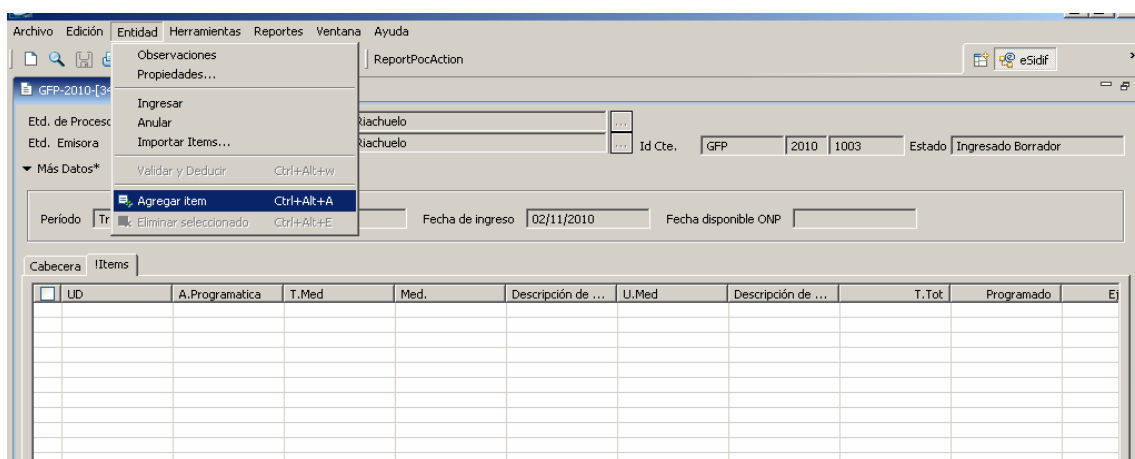 Archivo Edición Entidad Herramientas Reportes Ventana Ayuda
Observaciones
Propiedades...
Ingresar
Anular
Importar Items...
Validar y Deducir Ctrl+Alt+w
Agregar item Ctrl+Alt+A
Eliminar seleccionado Ctrl+Alt+E
ReportPocAction
eSidif
GFP-2010-[34
Etd. de Proceso
Riachuelo
...
Etd. Emisora
Riachuelo
... Id Cte. GFP 2010 1003 Estado Ingresado Borrador
Más Datos*
Período Tr Fecha de ingreso 02/11/2010 Fecha disponible ONP
Cabecera !Items
UD A.Programatica T.Med Med. Descripción de ... U.Med Descripción de ... T.Tot Programado Ej